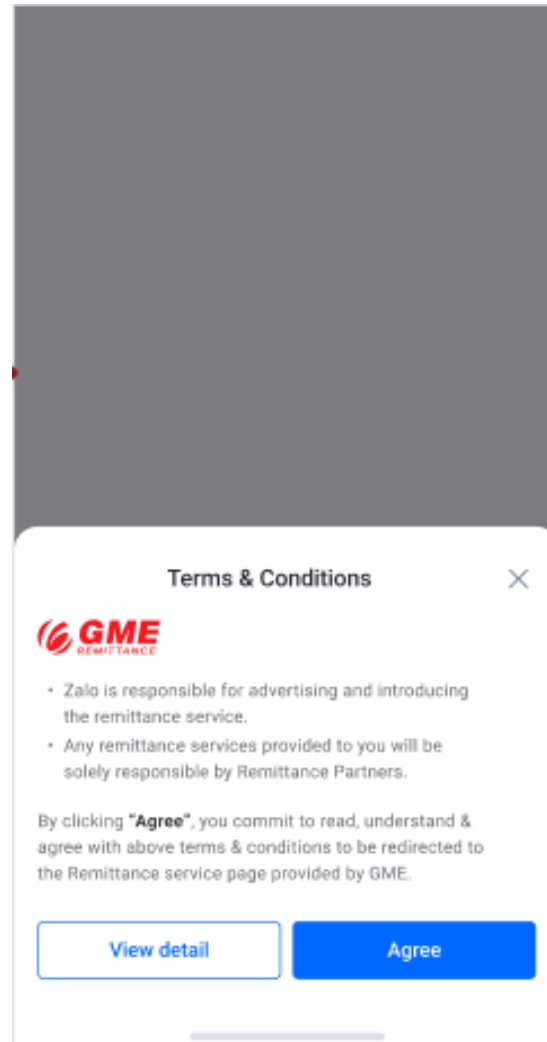 Terms & Conditions
GME
REMITTANCE
• Zalo is responsible for advertising and introducing
the remittance service.
• Any remittance services provided to you will be
solely responsible by Remittance Partners.
By clicking "Agree", you commit to read, understand &
agree with above terms & conditions to be redirected to
the Remittance service page provided by GME.
View detail
Agree